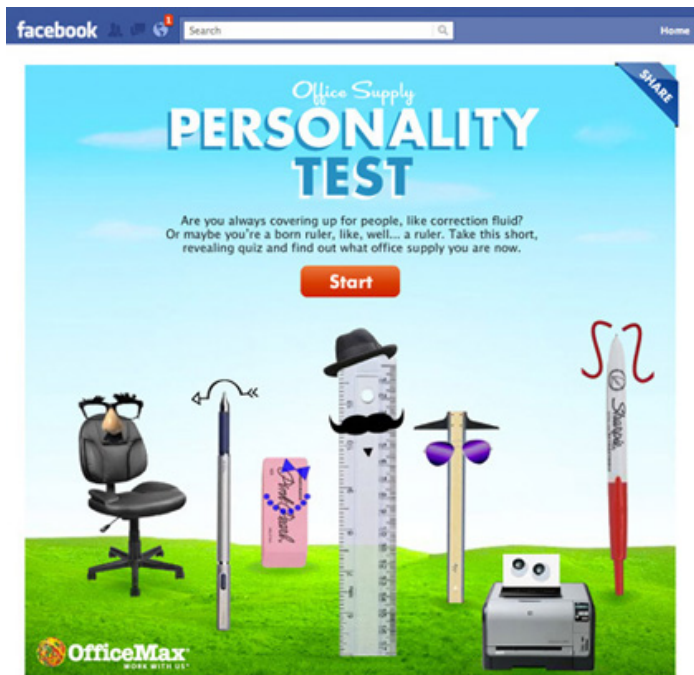 facebook
1
Search
Home
SHARE
Office Supply
PERSONALITY
TEST
Are you always covering up for people, like correction fluid?
Or maybe you're a born ruler, like, well.... a ruler. Take this short,
revealing quiz and find out what office supply you are now.
Start
Pink Pearl
Sharpie
OfficeMax
WORK WITH US